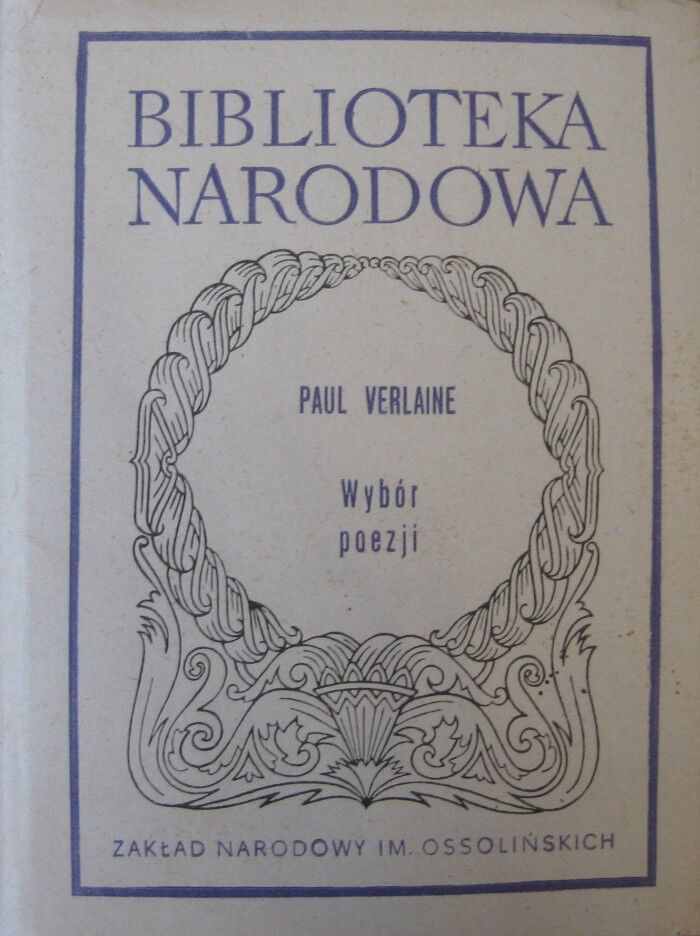 BIBLIOTEKA
NARODOWA
PAUL VERLAINE
Wybór
poezji
ZAKŁAD NARODOWY IM. OSSOLIŃSKICH